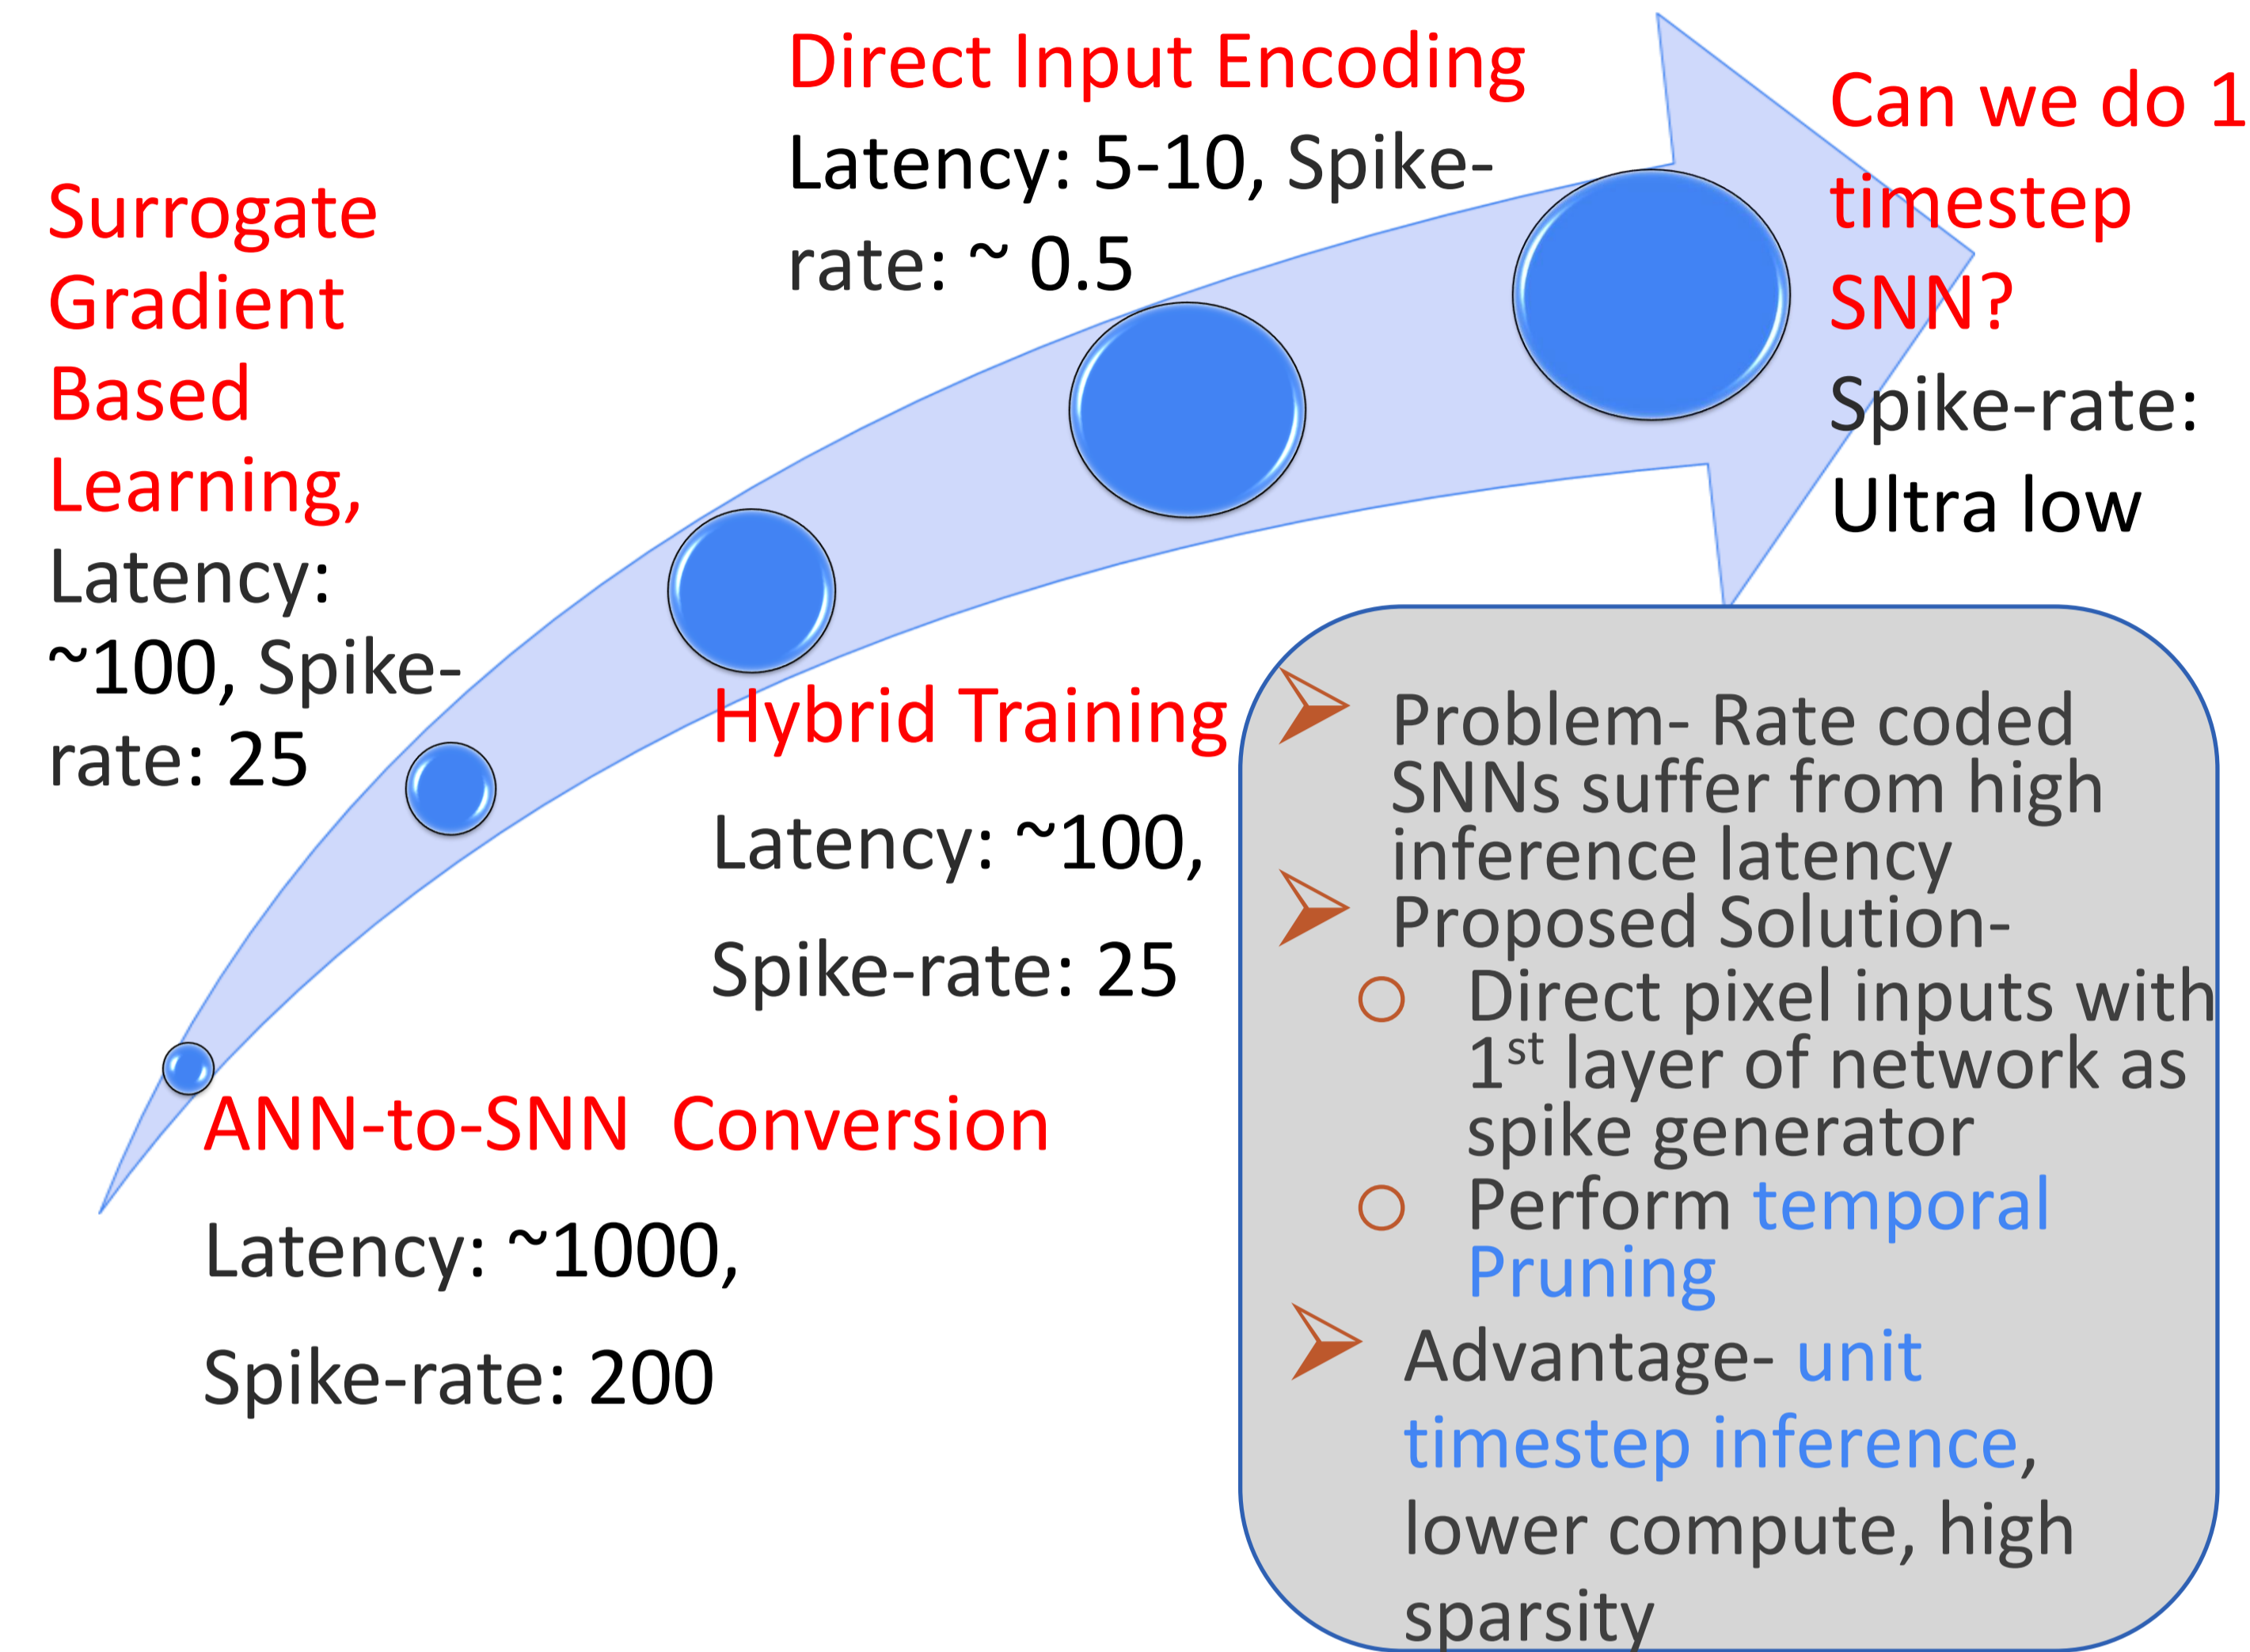 Surrogate
Gradient
Based
Learning,
Latency:
~100, Spike-
rate: 25
Direct Input Encoding
Latency: 5-10, Spike-
rate: ~ 0.5
Can we do 1
timestep
SNN?
Spike-rate:
Ultra low
Hybrid Training
Latency: ~100,
Spike-rate: 25
ANN-to-SNN Conversion
Latency: ~1000,
Spike-rate: 200
Problem- Rate coded
SNNs suffer from high
inference latency
Proposed Solution-
Direct pixel inputs with
1st layer of network as
spike generator
Perform temporal
Pruning
Advantage- unit
timestep inference,
lower compute, high
sparsity